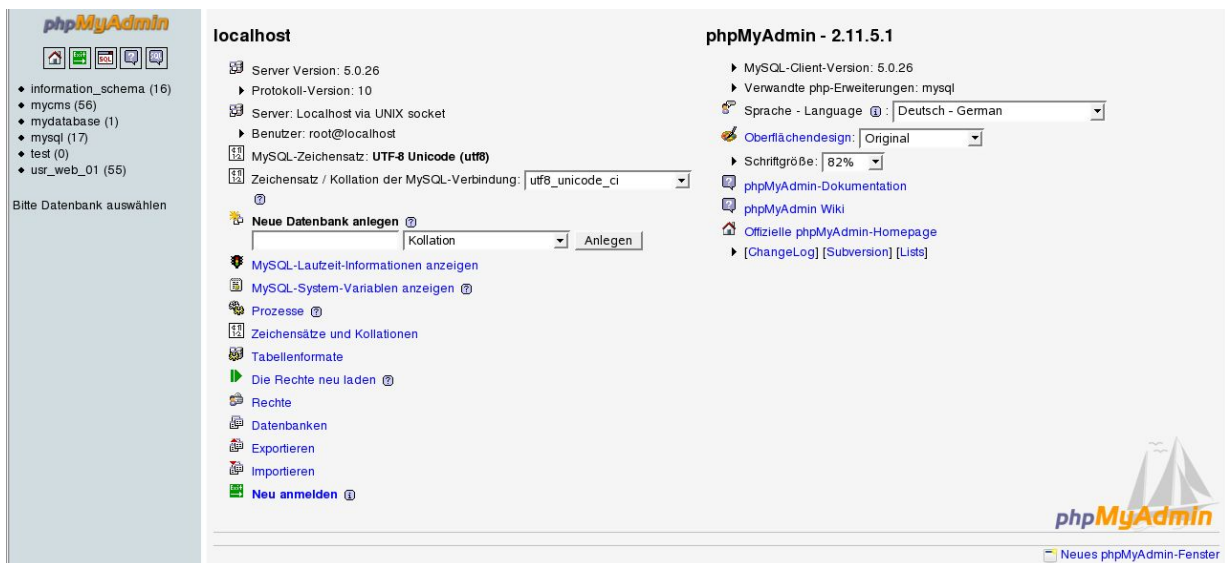 phpMyAdmin
information_schema (16)
mycms (56)
mydatabase (1)
mysql (17)
test (0)
usr_web_01 (55)
Bitte Datenbank auswählen
localhost
Server Version: 5.0.26
Protokoll-Version: 10
Server: Localhost via UNIX socket
Benutzer: root@localhost
MySQL-Zeichensatz: UTF-8 Unicode (utf8)
Zeichensatz / Kollation der MySQL-Verbindung: utf8_unicode_ci
Neue Datenbank anlegen
Kollation Anlegen
MySQL-Laufzeit-Informationen anzeigen
MySQL-System-Variablen anzeigen
Prozesse
Zeichensätze und Kollationen
Tabellenformate
Die Rechte neu laden
Rechte
Datenbanken
Exportieren
Importieren
Neu anmelden
phpMyAdmin - 2.11.5.1
MySQL-Client-Version: 5.0.26
Verwandte php-Erweiterungen: mysql
Sprache - Language : Deutsch - German
Oberflächendesign: Original
Schriftgröße: 82%
phpMyAdmin-Dokumentation
phpMyAdmin Wiki
Offizielle phpMyAdmin-Homepage
[ChangeLog] [Subversion] [Lists]
phpMyAdmin
Neues phpMyAdmin-Fenster